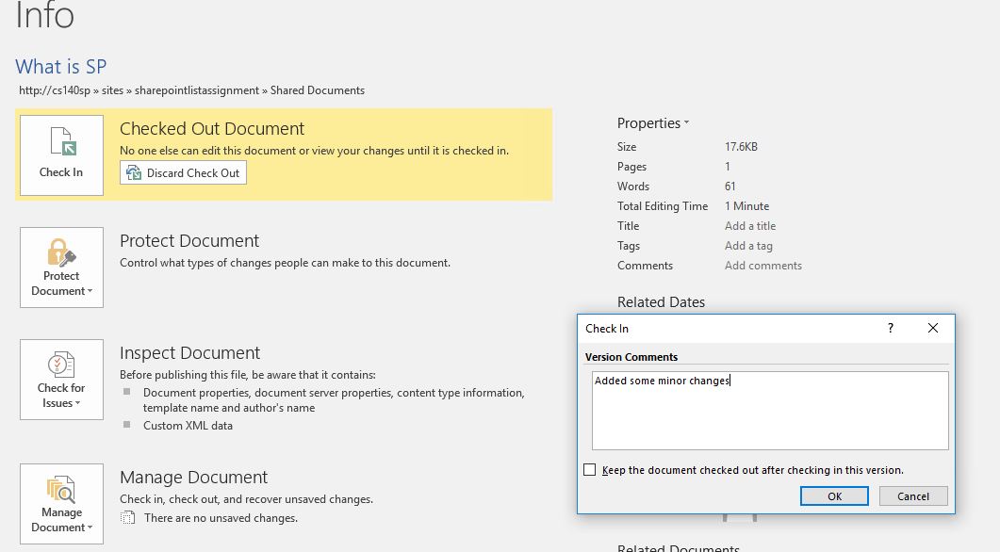 Info
What is SP
http://cs140sp » sites » sharepointlistassignment » Shared Documents
Check In
Checked Out Document
No one else can edit this document or view your changes until it is checked in.
Discard Check Out
Protect Document▾
Protect Document
Control what types of changes people can make to this document.
Check for Issues▾
Inspect Document
Before publishing this file, be aware that it contains:
Document properties, document server properties, content type information,
template name and author's name
Custom XML data
Manage Document▾
Manage Document
Check in, check out, and recover unsaved changes.
There are no unsaved changes.
Properties▾
Size 17.6KB
Pages 1
Words 61
Total Editing Time 1 Minute
Title Add a title
Tags Add a tag
Comments Add comments
Related Dates
Check In ?
Version Comments
Added some minor changes
Keep the document checked out after checking in this version.
OK Cancel
Related Documents